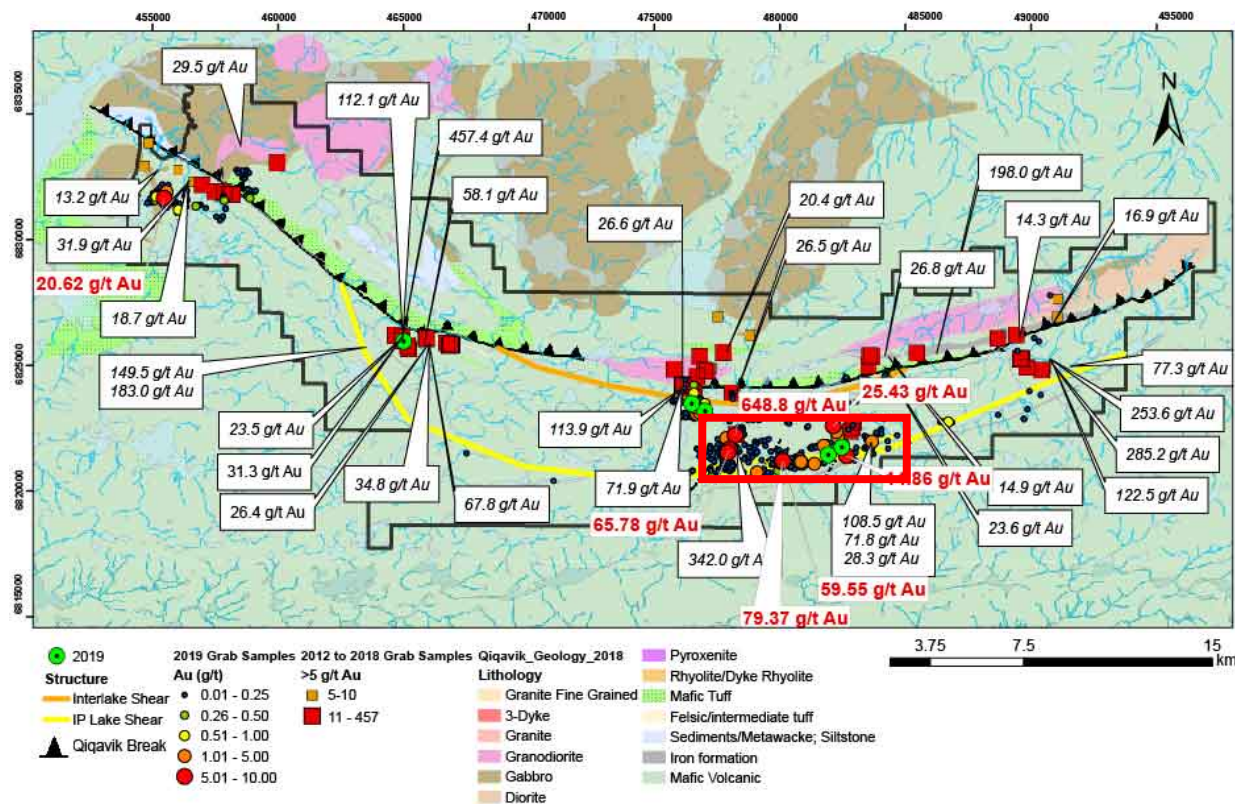 455000 460000 465000 470000 475000 480000 485000 490000 495000
6835000
6830000
6825000
6820000
6815000
N
29.5 g/t Au
112.1 g/t Au
457.4 g/t Au
58.1 g/t Au
13.2 g/t Au
31.9 g/t Au
20.62 g/t Au
18.7 g/t Au
149.5 g/t Au
183.0 g/t Au
23.5 g/t Au
31.3 g/t Au
26.4 g/t Au
34.8 g/t Au
67.8 g/t Au
26.6 g/t Au
20.4 g/t Au
26.5 g/t Au
198.0 g/t Au
14.3 g/t Au
16.9 g/t Au
26.8 g/t Au
113.9 g/t Au
648.8 g/t Au
25.43 g/t Au
77.3 g/t Au
253.6 g/t Au
285.2 g/t Au
122.5 g/t Au
71.9 g/t Au
65.78 g/t Au
342.0 g/t A
79.37 g/t Au
108.5 g/t Au
71.8 g/t Au
28.3 g/t Au
59.55 g/t Au
86 g/t Au
14.9 g/t Au
23.6 g/t Au
2019
Structure
Interlake Shear
IP Lake Shear
Qiqavik Break
2019 Grab Samples
Au (g/t)
0.01 - 0.25
0.26 - 0.50
0.51 - 1.00
1.01 - 5.00
5.01 - 10.00
2012 to 2018 Grab Samples
>5 g/t Au
5-10
11 - 457
Qiqavik_Geology_2018
Lithology
Granite Fine Grained
3-Dyke
Granite
Granodiorite
Gabbro
Diorite
Pyroxenite
Rhyolite/Dyke Rhyolite
Mafic Tuff
Felsic/intermediate tuff
Sediments/Metawacke; Siltstone
Iron formation
Mafic Volcanic
3.75 7.5 15
km